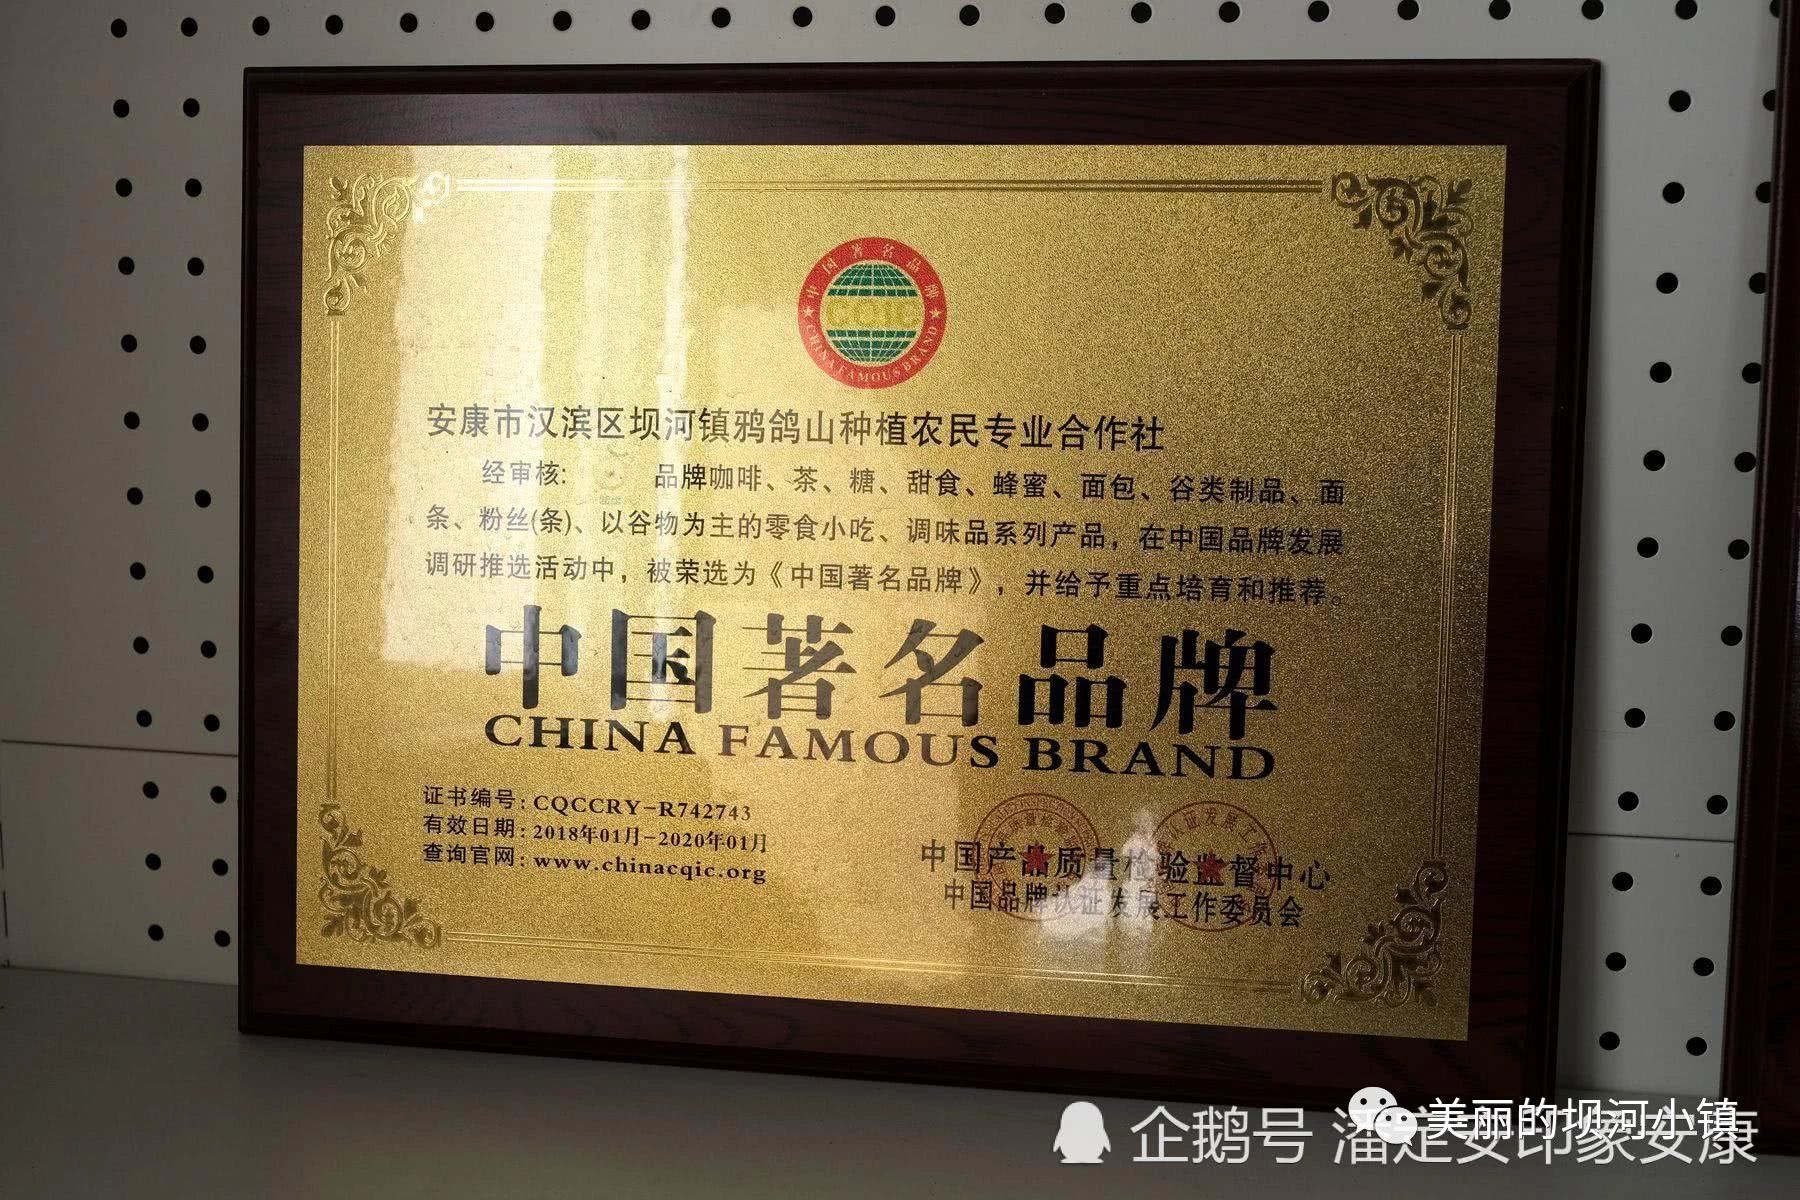 中国著名品牌
CQIC
CHINA FAMOUS BRAND
安康市汉滨区坝河镇鸦鸽山种植农民专业合作社
经审核: 品牌咖啡、茶、糖、甜食、蜂蜜、面包、谷类制品、面
条、粉丝(条)、以谷物为主的零食小吃、调味品系列产品，在中国品牌发展
调研推选活动中，被荣选为《中国著名品牌》，并给予重点培育和推荐。
中国著名品牌
CHINA FAMOUS BRAND
证书编号：CQCCRY-R742743
有效日期：2018年01月-2020年01月
查询官网：www.chinacqic.org
中国产品质量检验监督中心
中国品牌认证发展工作委员会
美丽的坝河小镇
企鹅号 潘定安印象安康